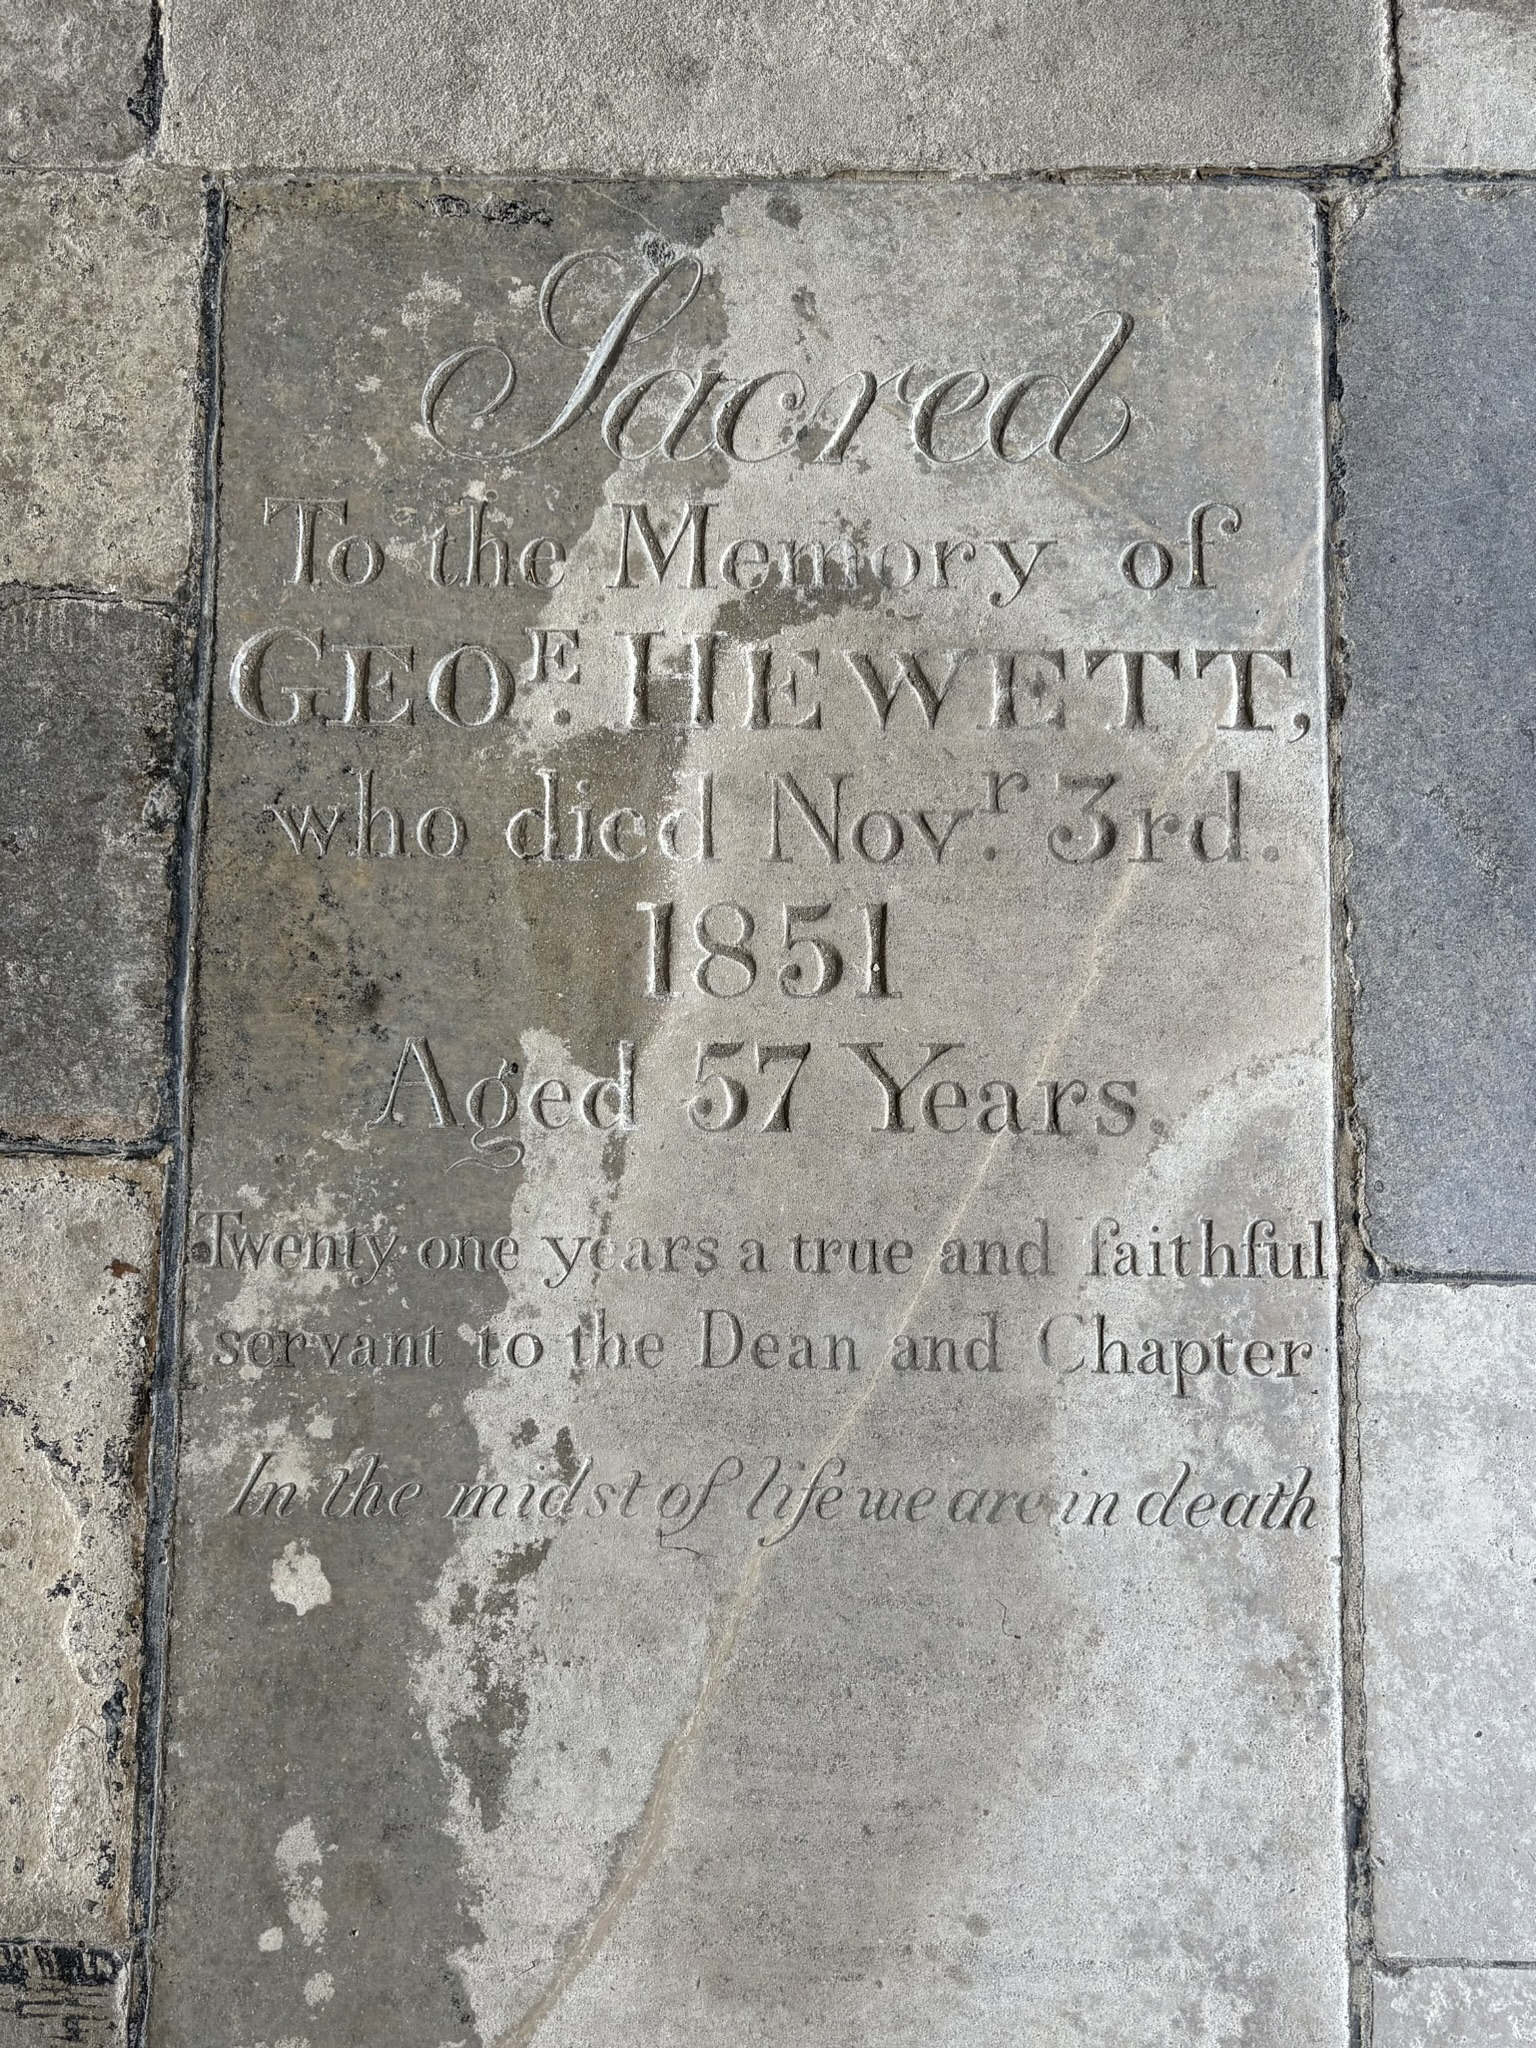 Sacred
To the Memory of
GEO.ᴱ HEWETT,
who died Nov.ʳ 3rd.
1851
Aged 57 Years.
Twenty one years a true and faithful
servant to the Dean and Chapter
In the midst of life we are in death